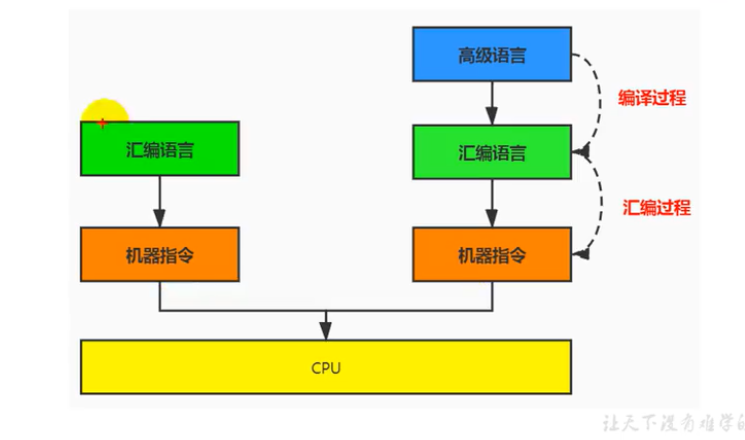 高级语言
编译过程
汇编语言
汇编语言
汇编过程
机器指令
机器指令
CPU
让天下没有难学的